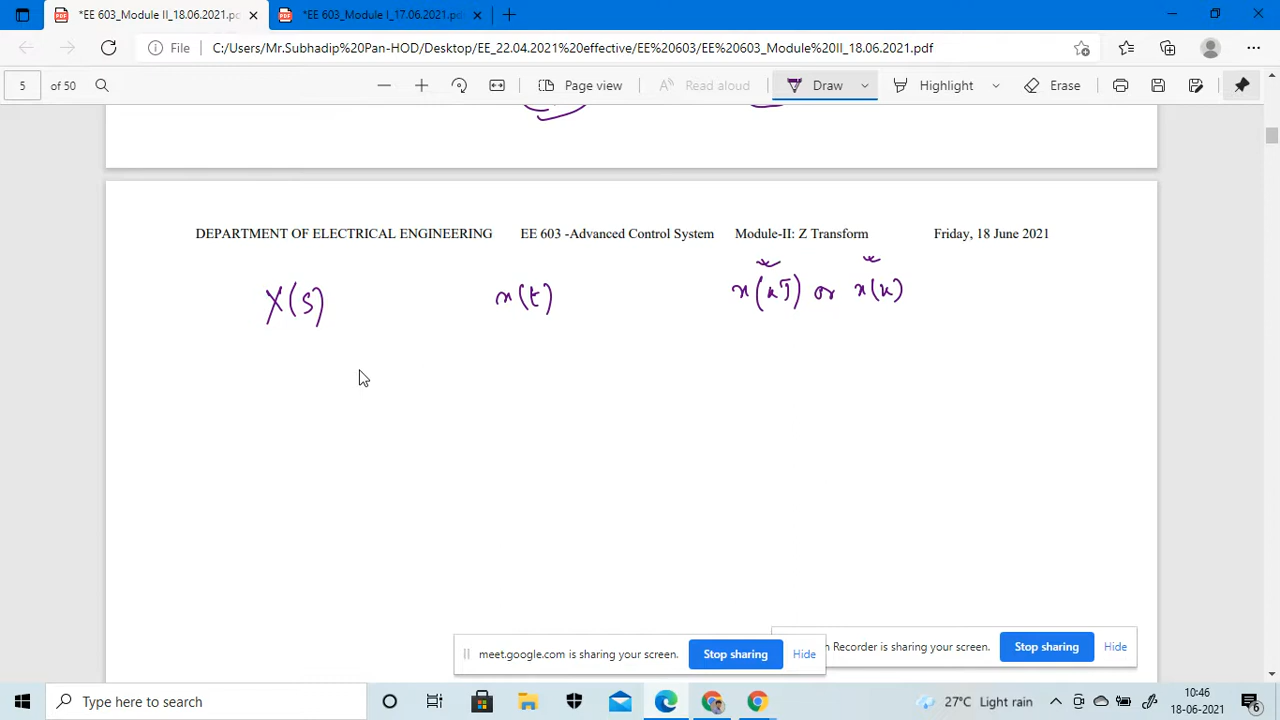 *EE 603_Module II_18.06.2021.pd
*EE 603_Module I_17.06.2021.pdf
File C:/Users/Mr.Subhadip%20Pan-HOD/Desktop/EE_22.04.2021%20effective/EE%20603/EE%20603_Module%20II_18.06.2021.pdf
5 of 50 Page view Read aloud Draw Highlight Erase
DEPARTMENT OF ELECTRICAL ENGINEERING EE 603 -Advanced Control System Module-II: Z Transform Friday, 18 June 2021
X(s) x(t) x(kT) or x(k)
meet.google.com is sharing your screen. Stop sharing Hide
n Recorder is sharing your screen. Stop sharing Hide
Type here to search 27°C Light rain 10:46
18-06-2021 6